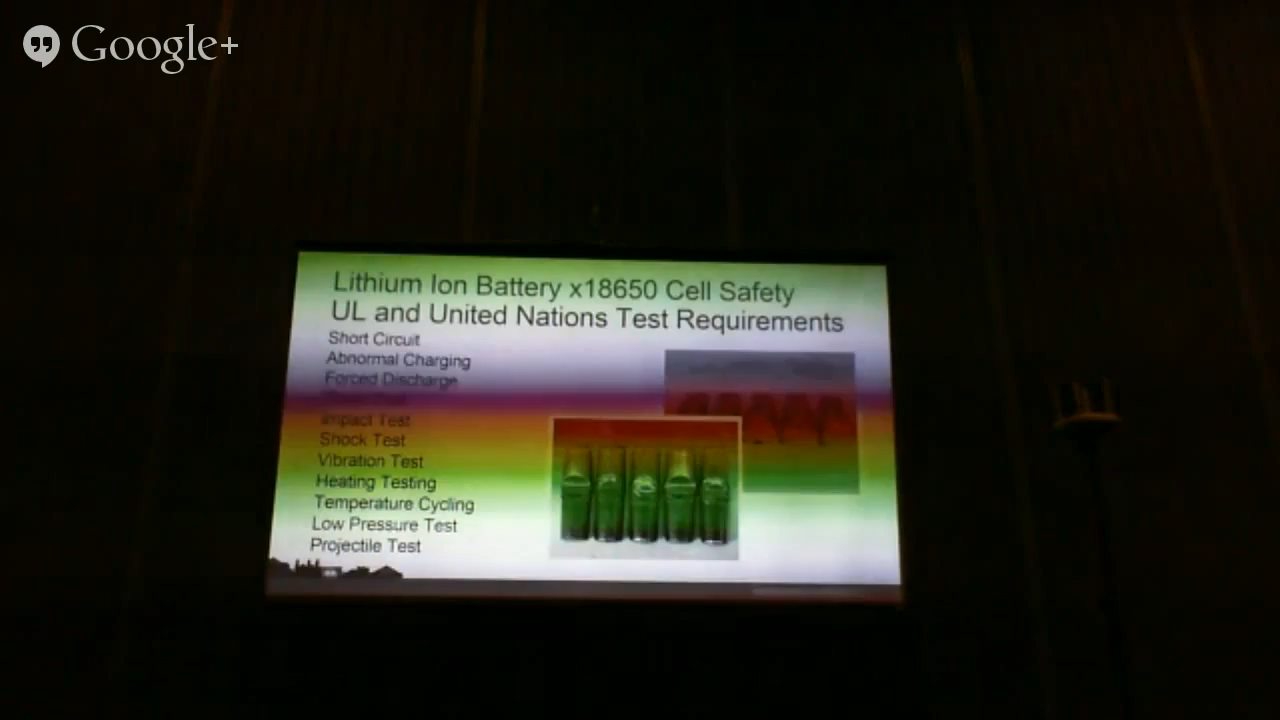 Google+
Lithium Ion Battery x18650 Cell Safety
UL and United Nations Test Requirements
Short Circuit
Abnormal Charging
Forced Discharge
Impact Test
Shock Test
Vibration Test
Heating Testing
Temperature Cycling
Low Pressure Test
Projectile Test